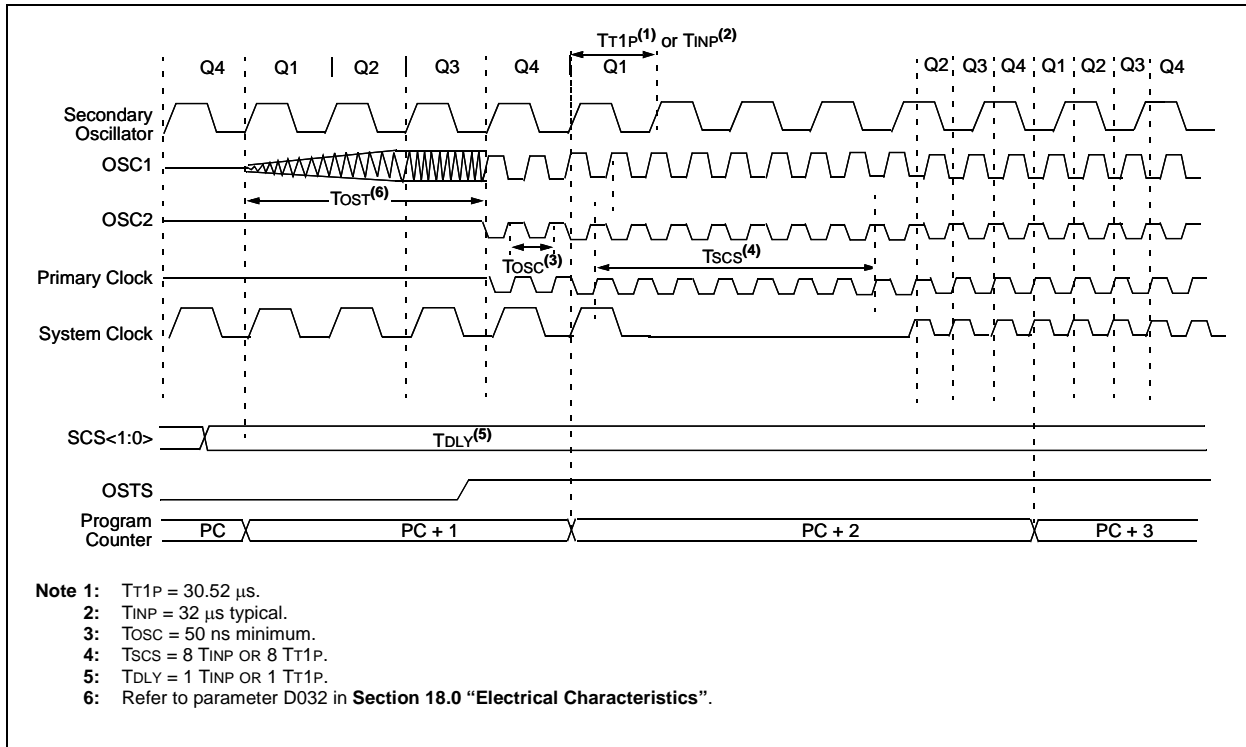 TT1P(1) or TINP(2)
Q4 Q1 Q2 Q3 Q4 Q1 Q2 Q3 Q4 Q1 Q2 Q3 Q4
Secondary
Oscillator
OSC1
TOST(6)
OSC2
TOSC(3)
TSCS(4)
Primary Clock
System Clock
SCS<1:0>
TDLY(5)
OSTS
Program
Counter
PC PC + 1 PC + 2 PC + 3
Note 1: TT1P = 30.52 μs.
2: TINP = 32 μs typical.
3: TOSC = 50 ns minimum.
4: TSCS = 8 TINP OR 8 TT1P.
5: TDLY = 1 TINP OR 1 TT1P.
6: Refer to parameter D032 in Section 18.0 “Electrical Characteristics”.